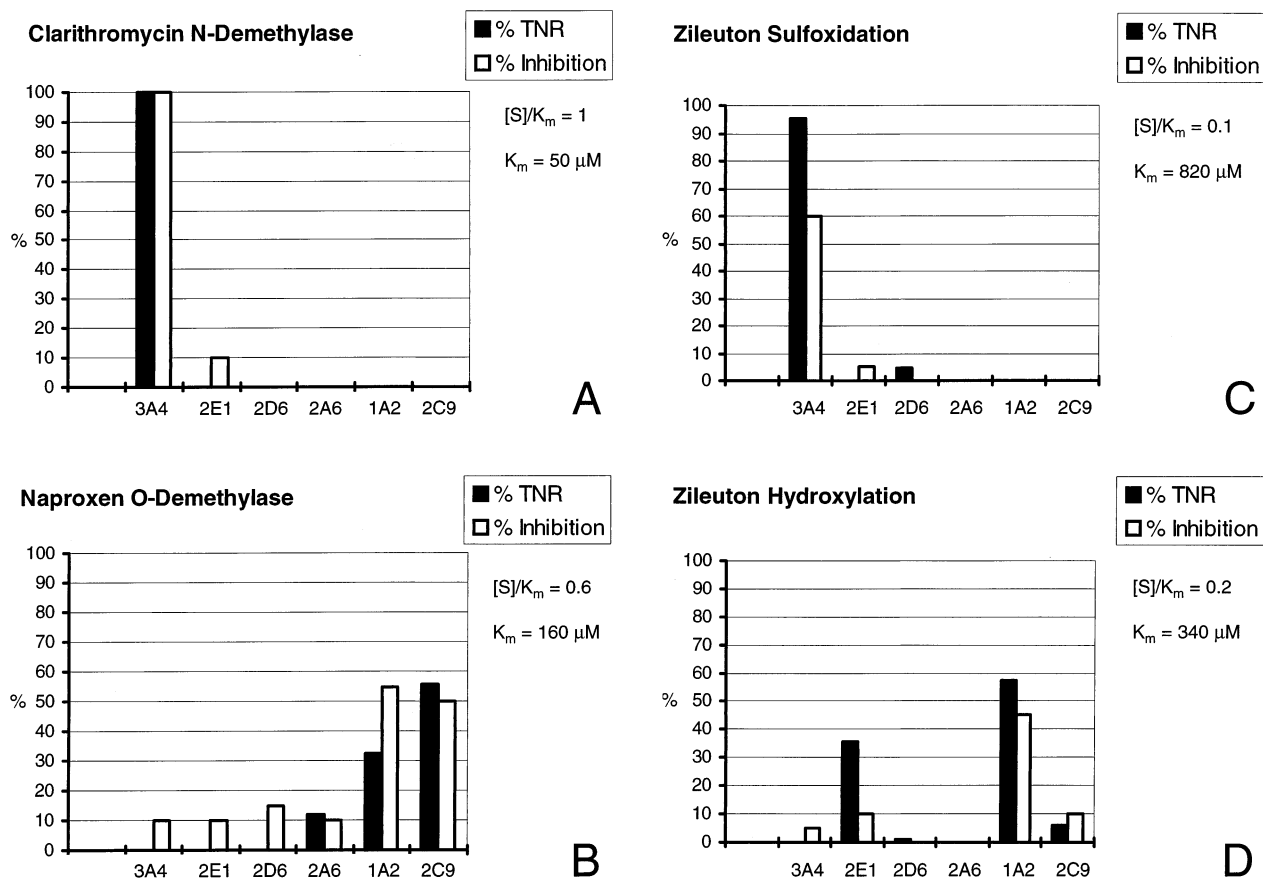 Clarithromycin N-Demethylase
% TNR
% Inhibition
[S]/Km = 1
Km = 50 µM
100
90
80
70
60
50
40
30
20
10
0
%
3A4 2E1 2D6 2A6 1A2 2C9
A
Zileuton Sulfoxidation
% TNR
% Inhibition
[S]/Km = 0.1
Km = 820 µM
100
90
80
70
60
50
40
30
20
10
0
%
3A4 2E1 2D6 2A6 1A2 2C9
C
Naproxen O-Demethylase
% TNR
% Inhibition
[S]/Km = 0.6
Km = 160 µM
100
90
80
70
60
50
40
30
20
10
0
%
3A4 2E1 2D6 2A6 1A2 2C9
B
Zileuton Hydroxylation
% TNR
% Inhibition
[S]/Km = 0.2
Km = 340 µM
100
90
80
70
60
50
40
30
20
10
0
%
3A4 2E1 2D6 2A6 1A2 2C9
D